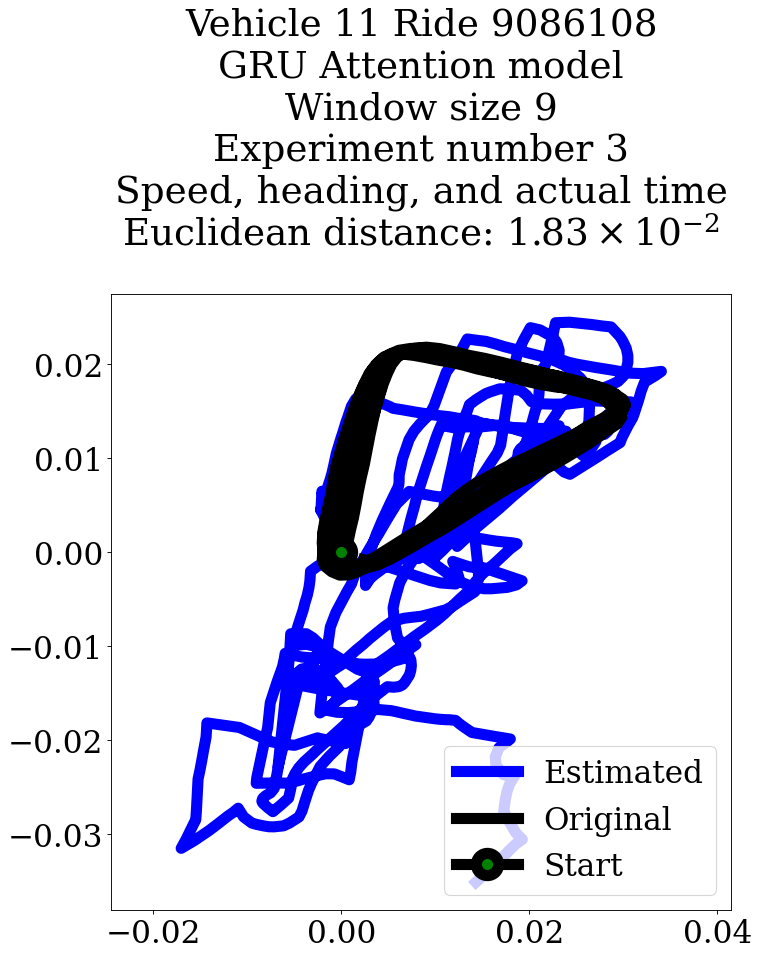 Vehicle 11 Ride 9086108
GRU Attention model
Window size 9
Experiment number 3
Speed, heading, and actual time
Euclidean distance: 1.83 × 10⁻²
0.02
0.01
0.00
−0.01
−0.02
−0.03
Estimated
Original
Start
−0.02 0.00 0.02 0.04